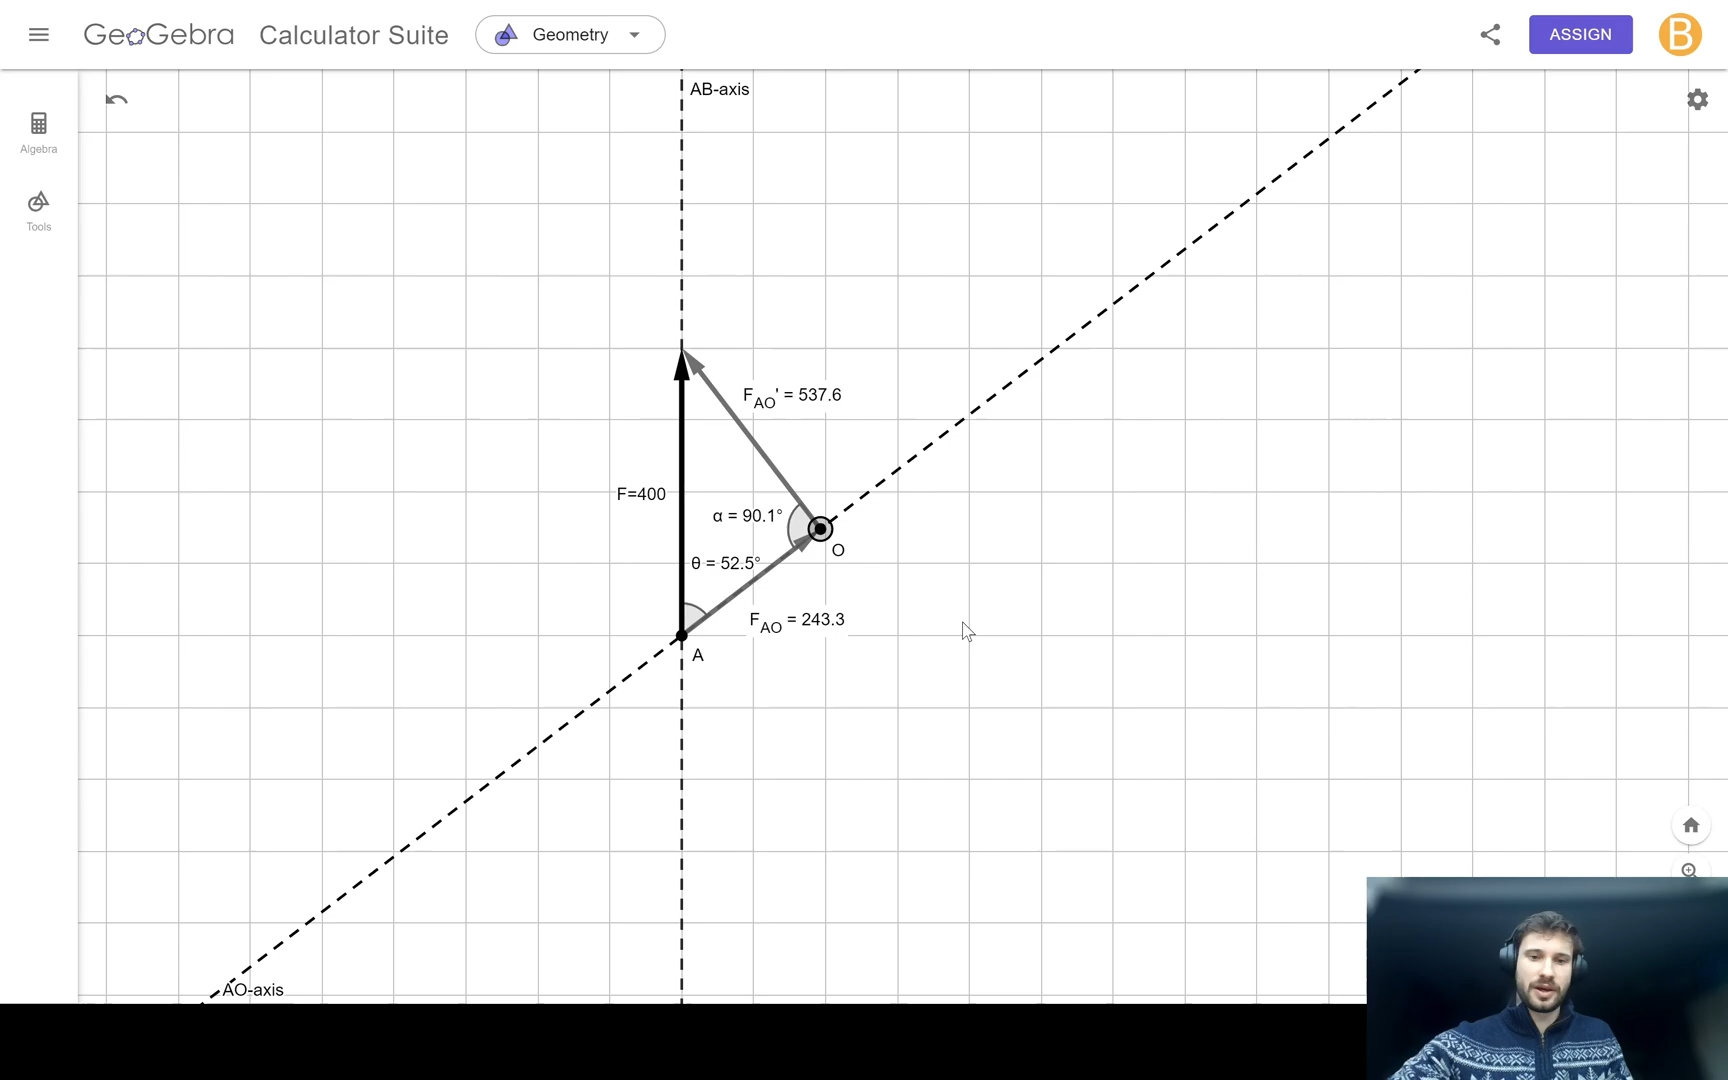 GeoGebra Calculator Suite Geometry ASSIGN B
AB-axis
Algebra
Tools
F_AO' = 537.6
F=400
α = 90.1°
O
θ = 52.5°
F_AO = 243.3
A
AO-axis